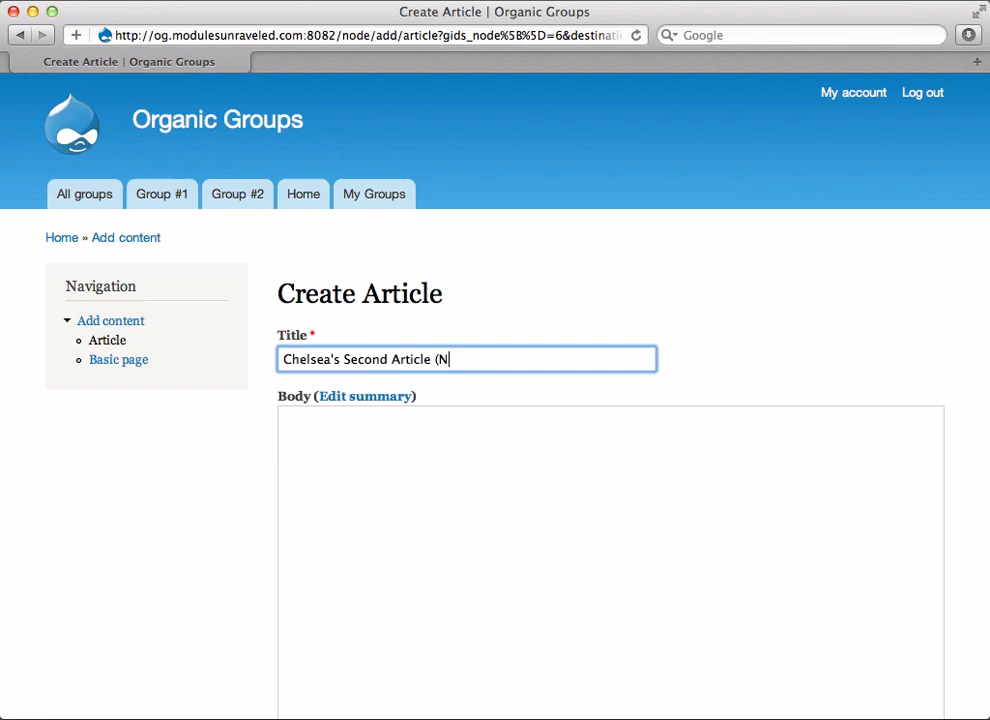 Create Article | Organic Groups
http://og.modulesunraveled.com:8082/node/add/article?gids_node%5B%5D=6&destinati
Google
Create Article | Organic Groups
My account Log out
Organic Groups
All groups Group #1 Group #2 Home My Groups
Home » Add content
Navigation
Add content
Article
Basic page
Create Article
Title *
Chelsea's Second Article (N
Body (Edit summary)